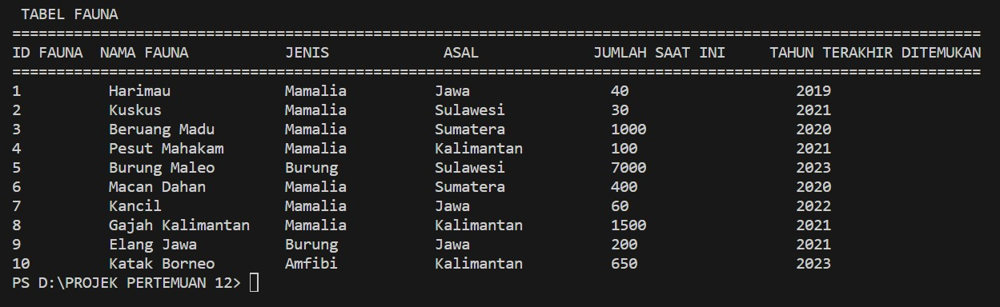 TABEL FAUNA
==============================================================================================================
ID FAUNA  NAMA FAUNA           JENIS             ASAL             JUMLAH SAAT INI     TAHUN TERAKHIR DITEMUKAN
==============================================================================================================
1          Harimau             Mamalia          Jawa                40                   2019
2          Kuskus              Mamalia          Sulawesi            30                   2021
3          Beruang Madu        Mamalia          Sumatera            1000                 2020
4          Pesut Mahakam       Mamalia          Kalimantan          100                  2021
5          Burung Maleo        Burung           Sulawesi            7000                 2023
6          Macan Dahan         Mamalia          Sumatera            400                  2020
7          Kancil              Mamalia          Jawa                60                   2022
8          Gajah Kalimantan    Mamalia          Kalimantan          1500                 2021
9          Elang Jawa          Burung           Jawa                200                  2021
10         Katak Borneo        Amfibi           Kalimantan          650                  2023
PS D:\PROJEK PERTEMUAN 12>